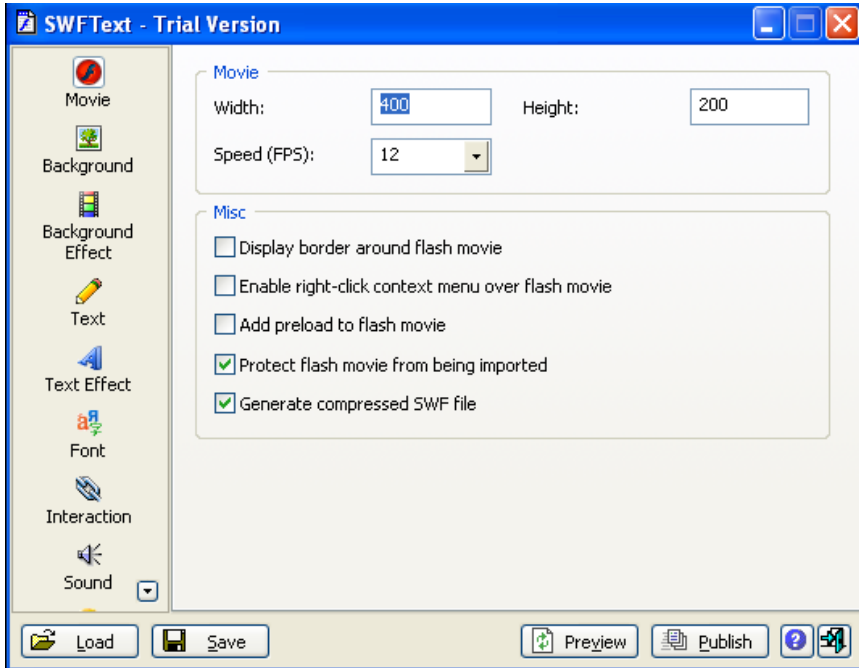 SWFText - Trial Version
Movie
Background
Background
Effect
Text
Text Effect
Font
Interaction
Sound
Movie
Width: 400 Height: 200
Speed (FPS): 12
Misc
Display border around flash movie
Enable right-click context menu over flash movie
Add preload to flash movie
Protect flash movie from being imported
Generate compressed SWF file
Load Save Preview Publish